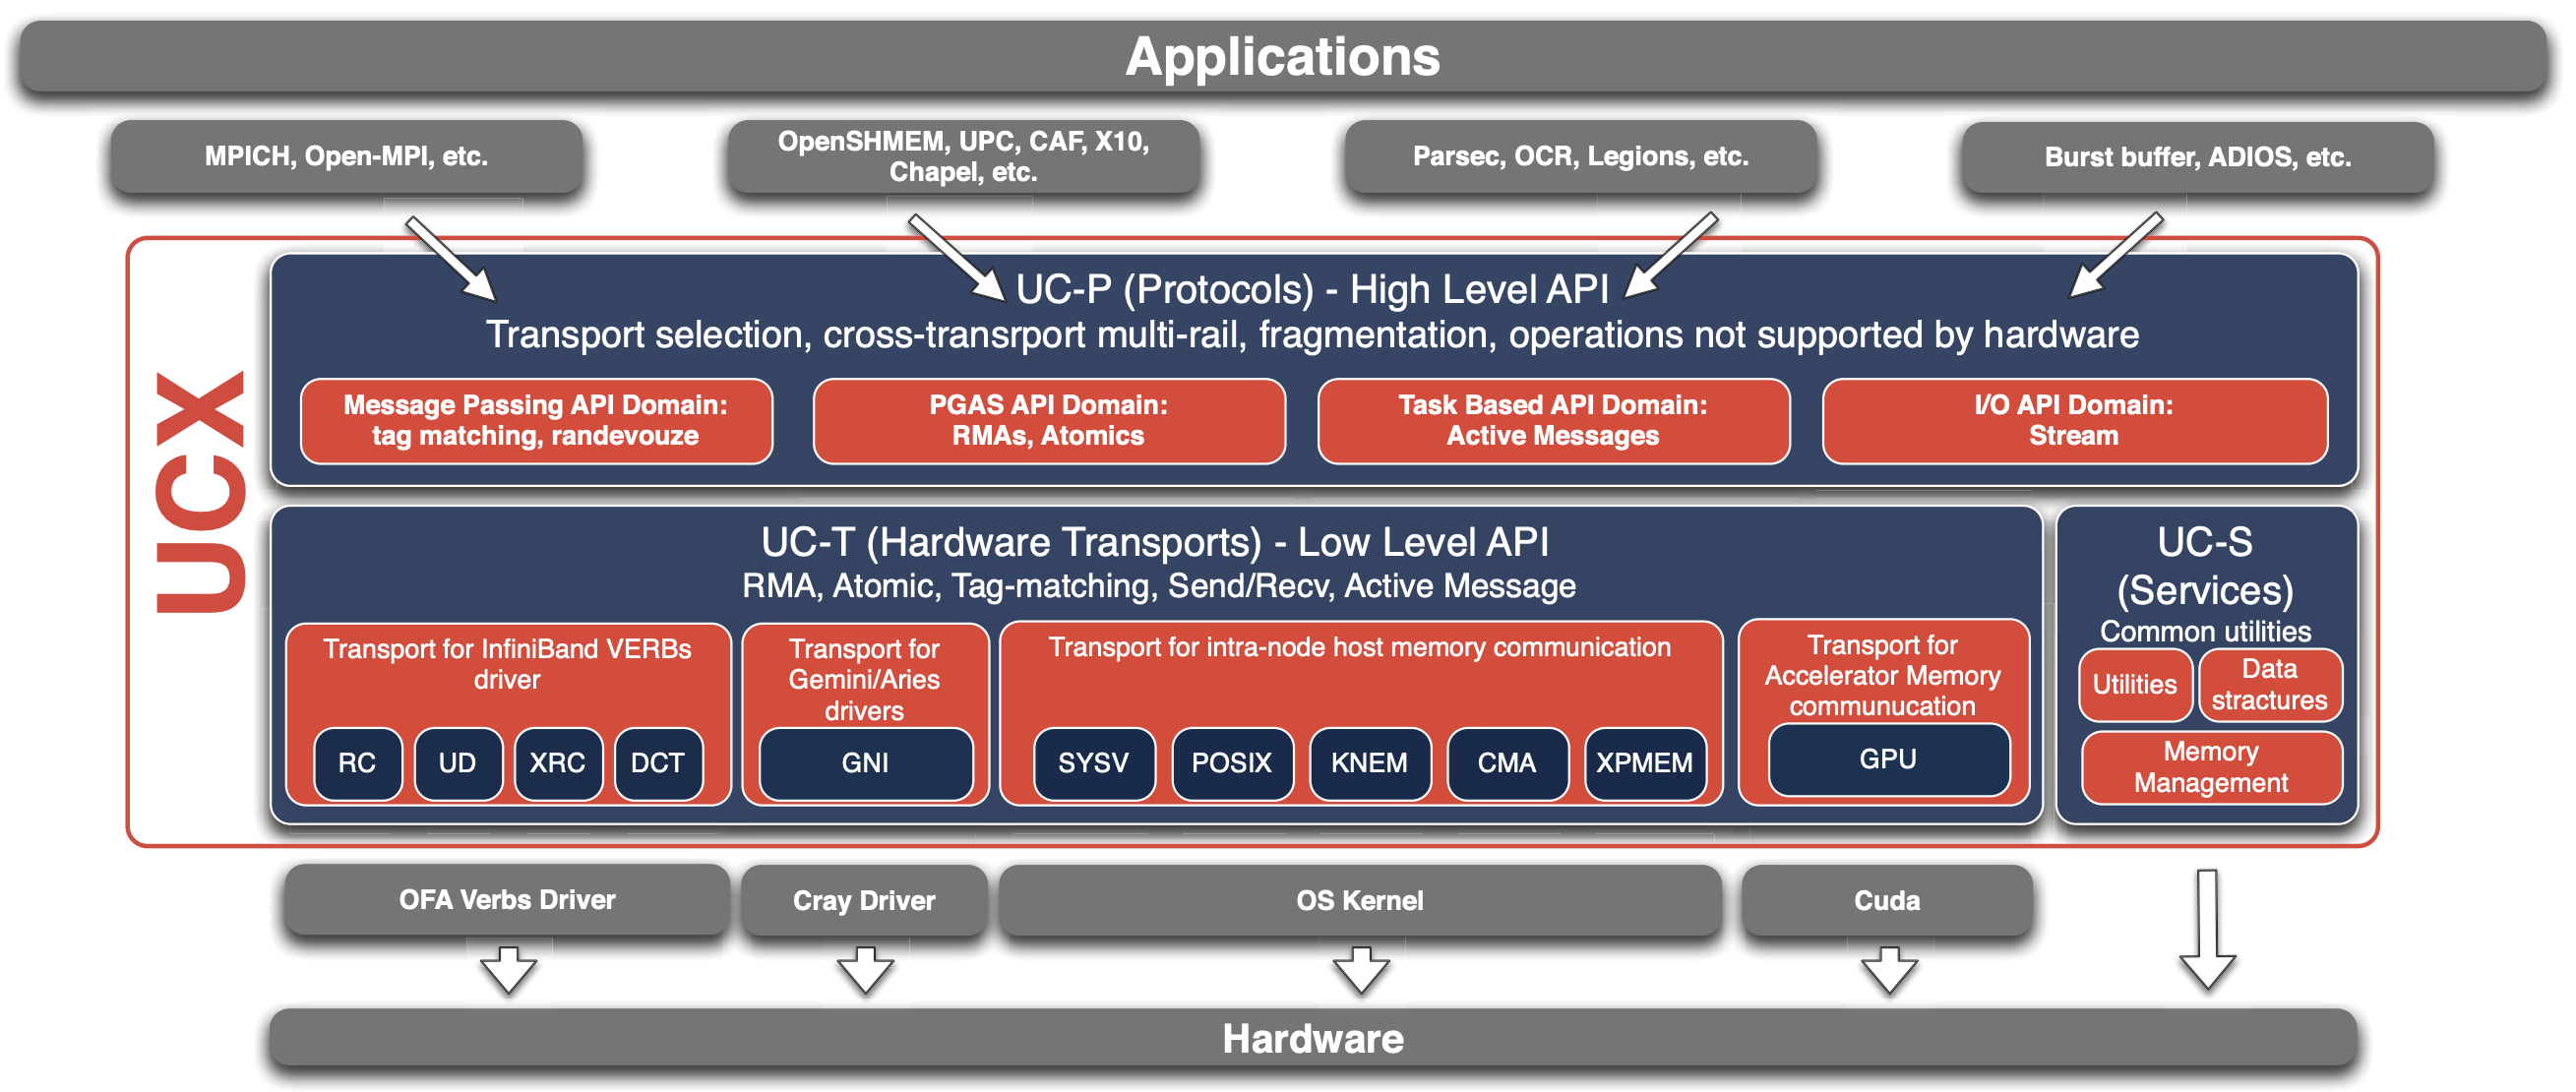 Applications
MPICH, Open-MPI, etc.
OpenSHMEM, UPC, CAF, X10,
Chapel, etc.
Parsec, OCR, Legions, etc.
Burst buffer, ADIOS, etc.
UCX
UC-P (Protocols) - High Level API
Transport selection, cross-transrport multi-rail, fragmentation, operations not supported by hardware
Message Passing API Domain:
tag matching, randevouze
PGAS API Domain:
RMAs, Atomics
Task Based API Domain:
Active Messages
I/O API Domain:
Stream
UC-T (Hardware Transports) - Low Level API
RMA, Atomic, Tag-matching, Send/Recv, Active Message
Transport for InfiniBand VERBs
driver
RC
UD
XRC
DCT
Transport for
Gemini/Aries
drivers
GNI
Transport for intra-node host memory communication
SYSV
POSIX
KNEM
CMA
XPMEM
Transport for
Accelerator Memory
communucation
GPU
UC-S
(Services)
Common utilities
Utilities
Data
stractures
Memory
Management
OFA Verbs Driver
Cray Driver
OS Kernel
Cuda
Hardware